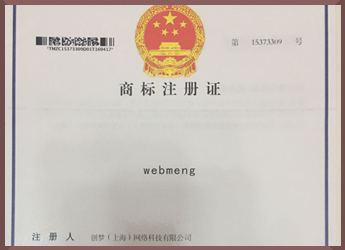 第 15373309 号
*TMZC15373309D01T160417*
商标注册证
webmeng
注册人 创梦（上海）网络科技有限公司